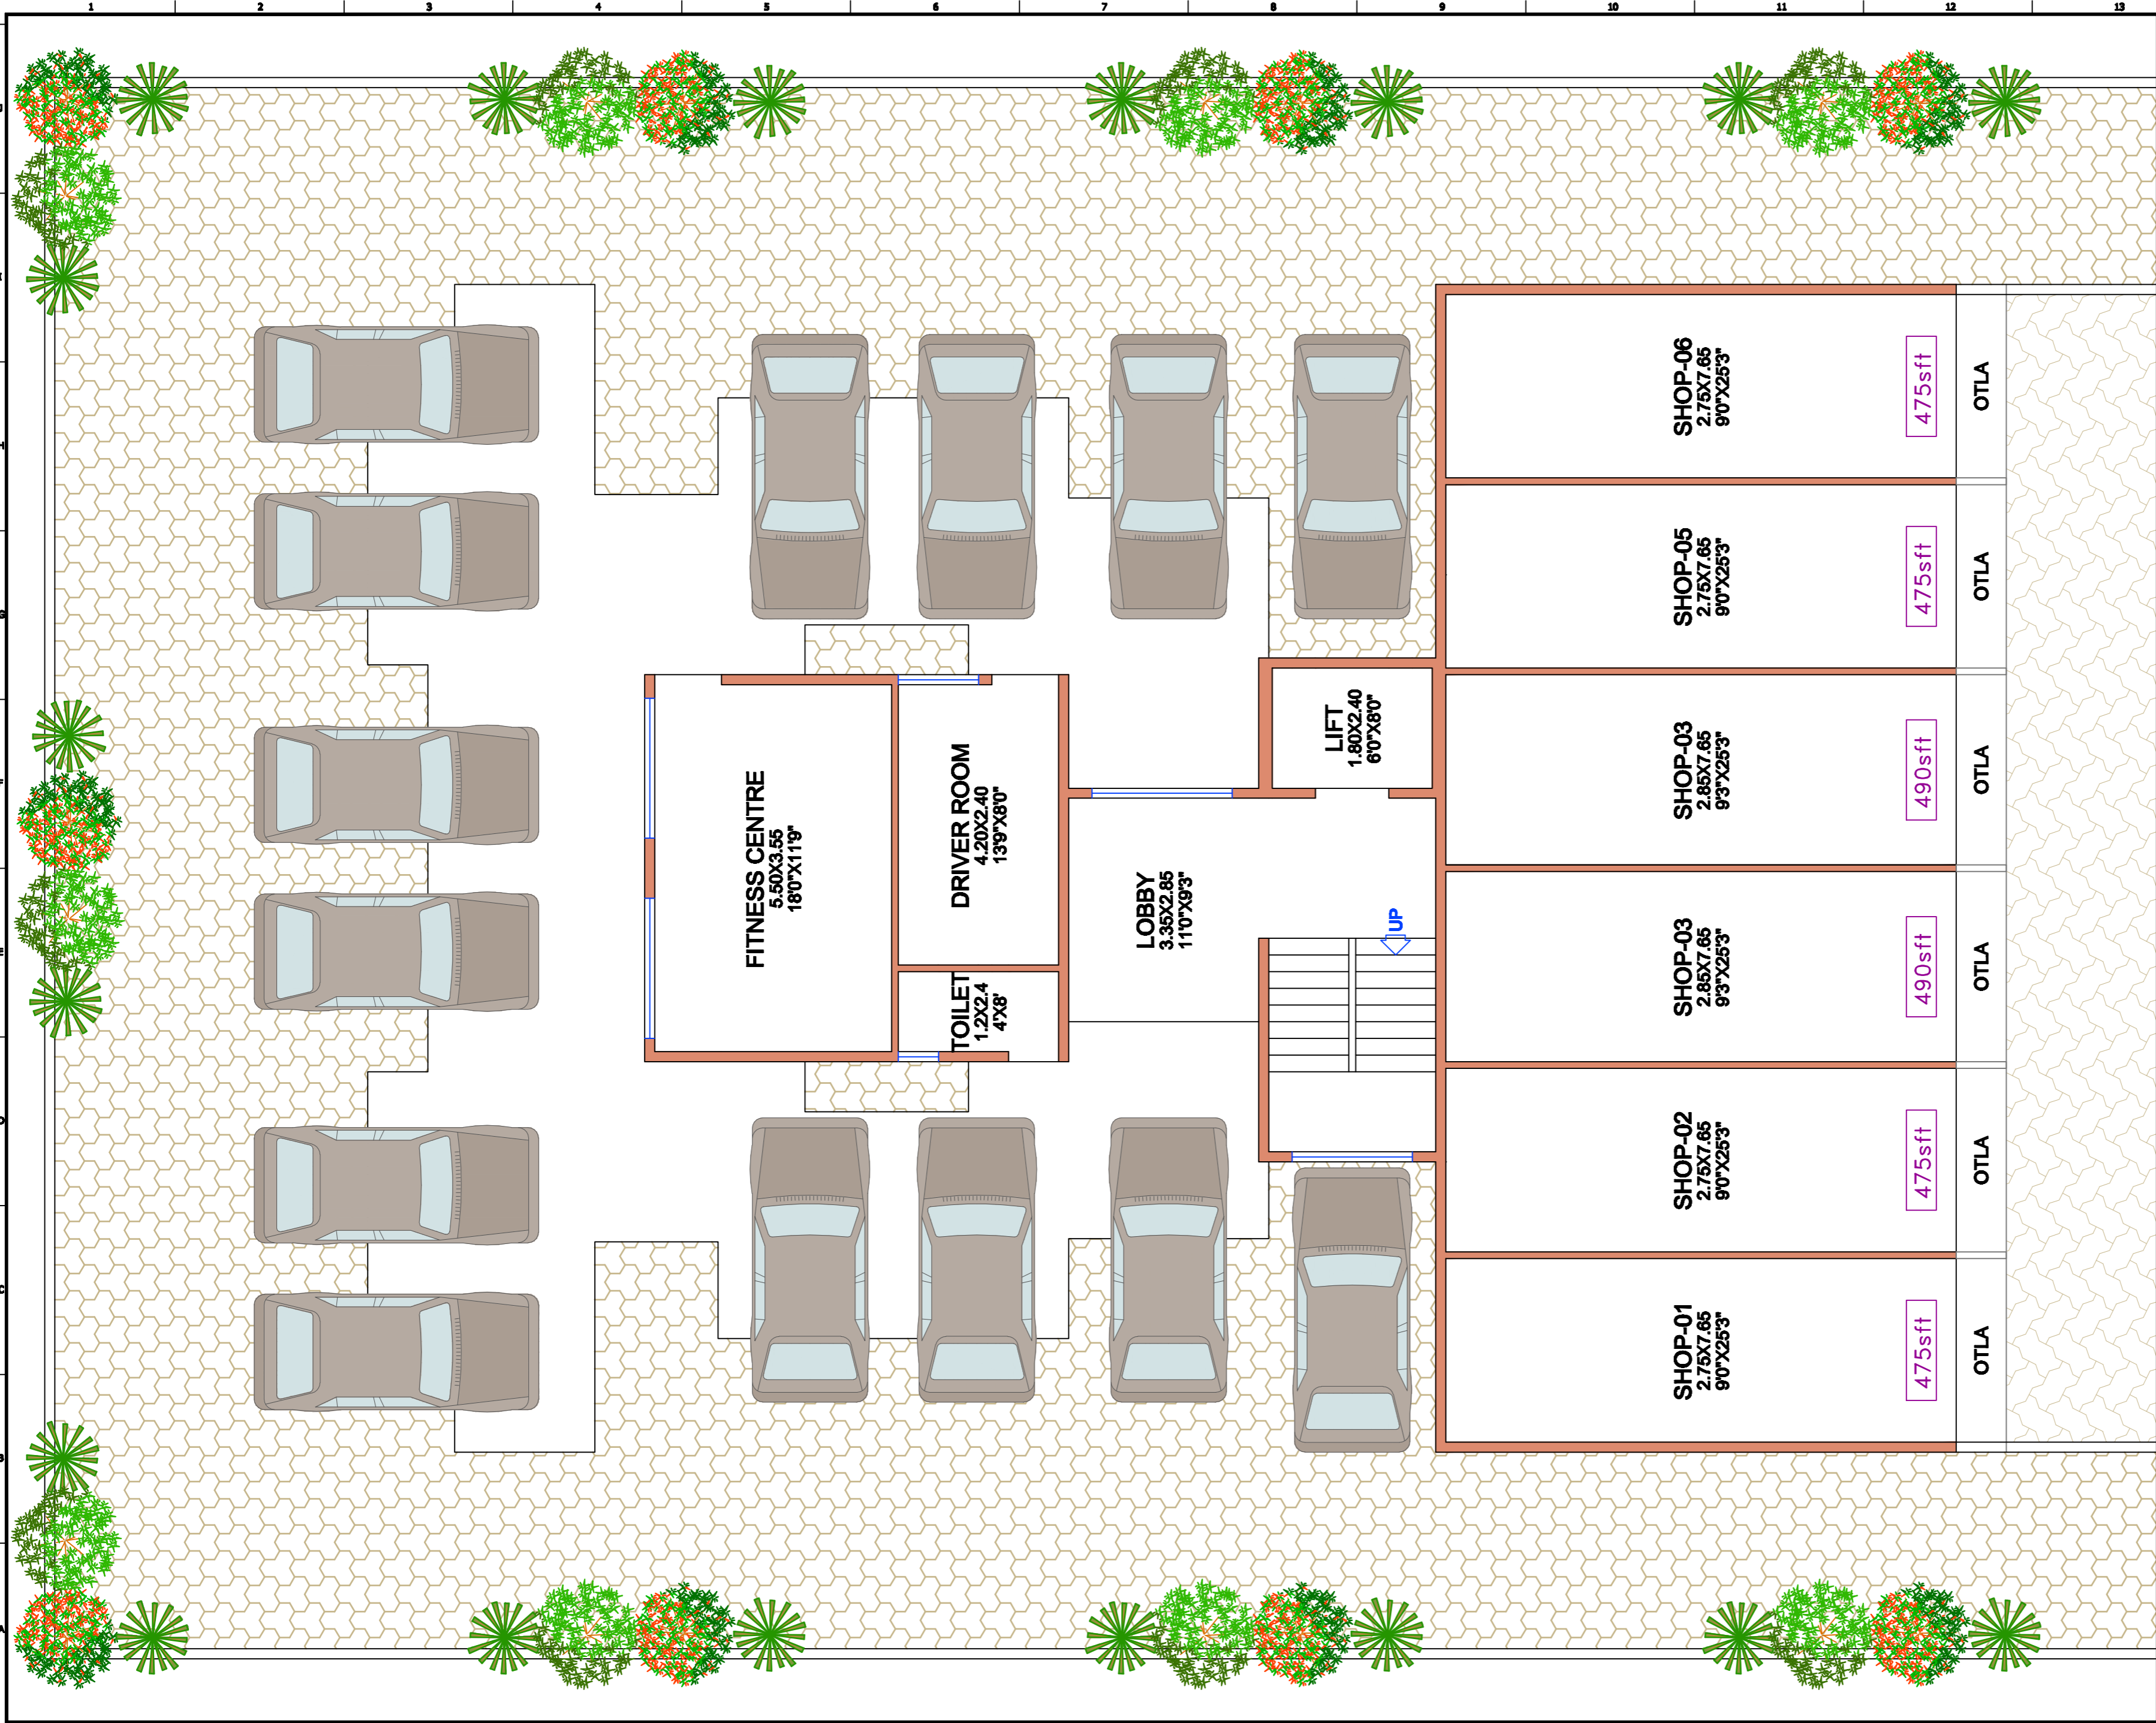 1 2 3 4 5 6 7 8 9 10 11 12 13
SHOP-06
2.75X7.65
9'0"X25'3"
475sft
OTLA
SHOP-05
2.75X7.65
9'0"X25'3"
475sft
OTLA
SHOP-03
2.85X7.65
9'3"X25'3"
490sft
OTLA
SHOP-03
2.85X7.65
9'3"X25'3"
490sft
OTLA
SHOP-02
2.75X7.65
9'0"X25'3"
475sft
OTLA
SHOP-01
2.75X7.65
9'0"X25'3"
475sft
OTLA
LIFT
1.80X2.40
6'0"X8'0"
FITNESS CENTRE
5.50X3.55
18'0"X11'9"
DRIVER ROOM
4.20X2.40
13'9"X8'0"
TOILET
1.2X2.4
4'X8'
LOBBY
3.35X2.85
11'0"X9'3"
UP